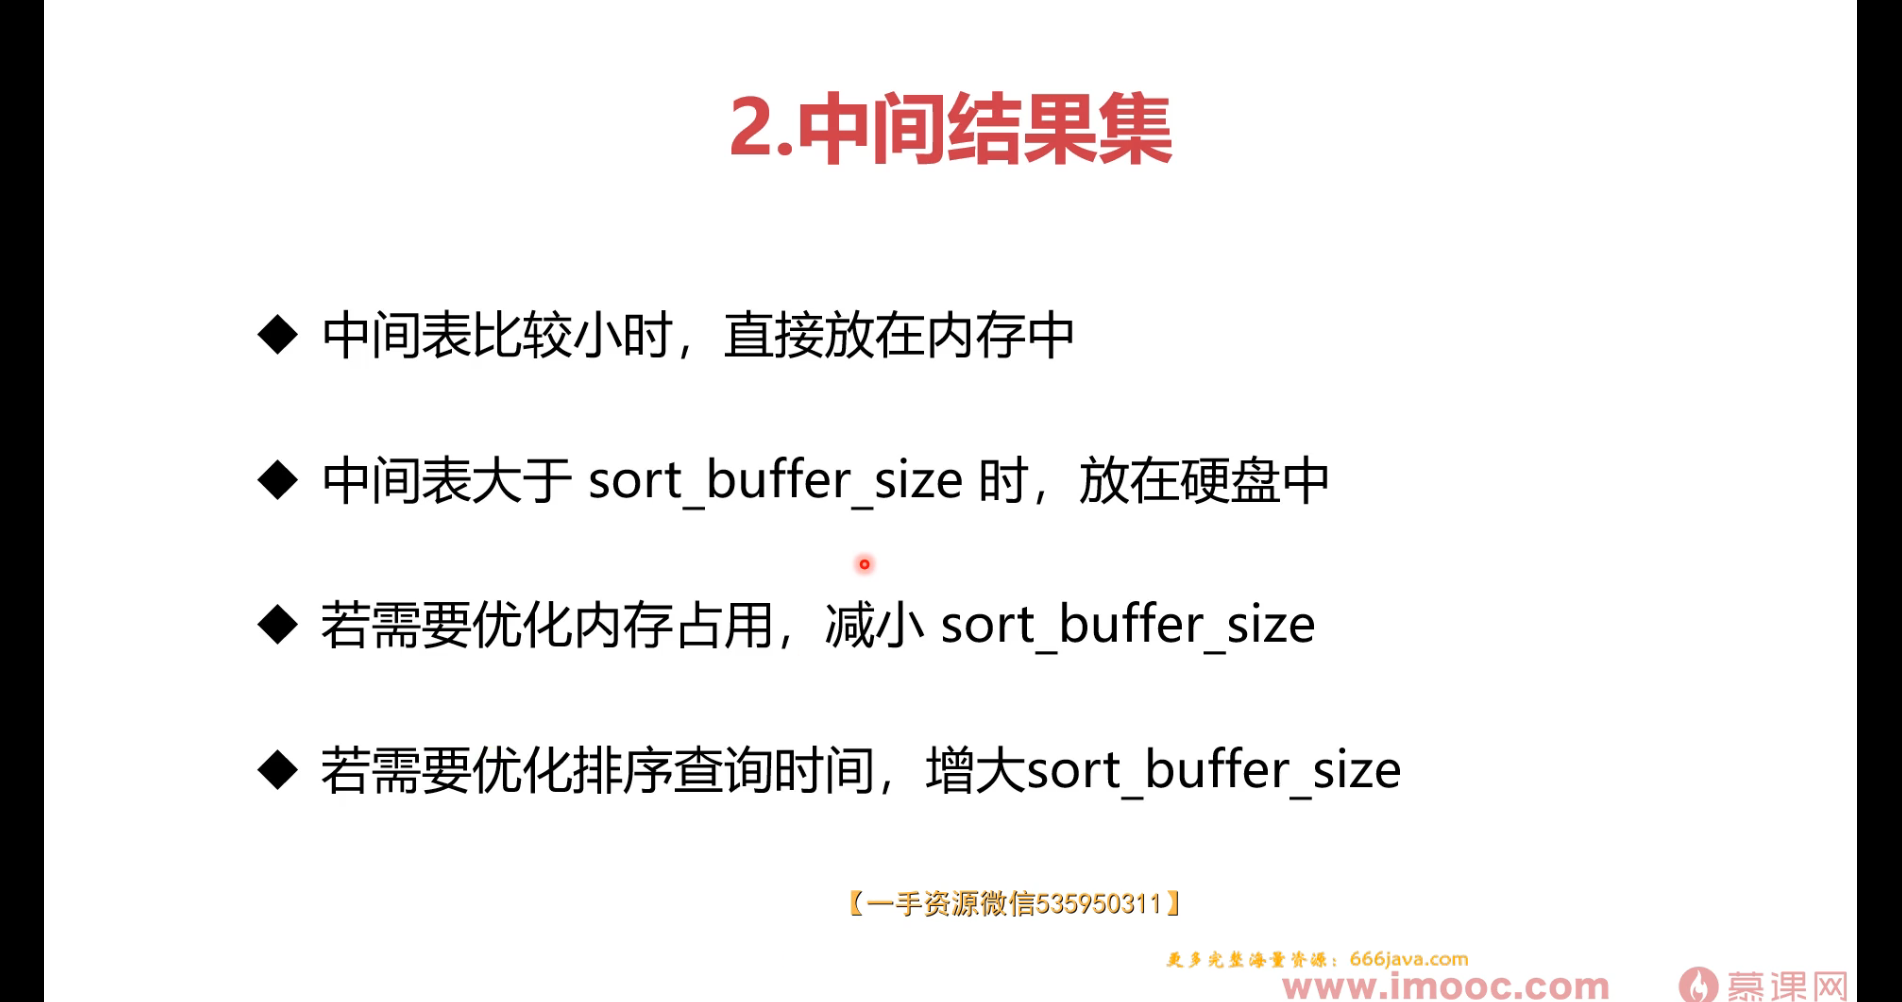 2.中间结果集
◆ 中间表比较小时，直接放在内存中
◆ 中间表大于 sort_buffer_size 时，放在硬盘中
◆ 若需要优化内存占用，减小 sort_buffer_size
◆ 若需要优化排序查询时间，增大sort_buffer_size
【一手资源微信535950311】
更多完整海量资源：666java.com
www.imooc.com 慕课网